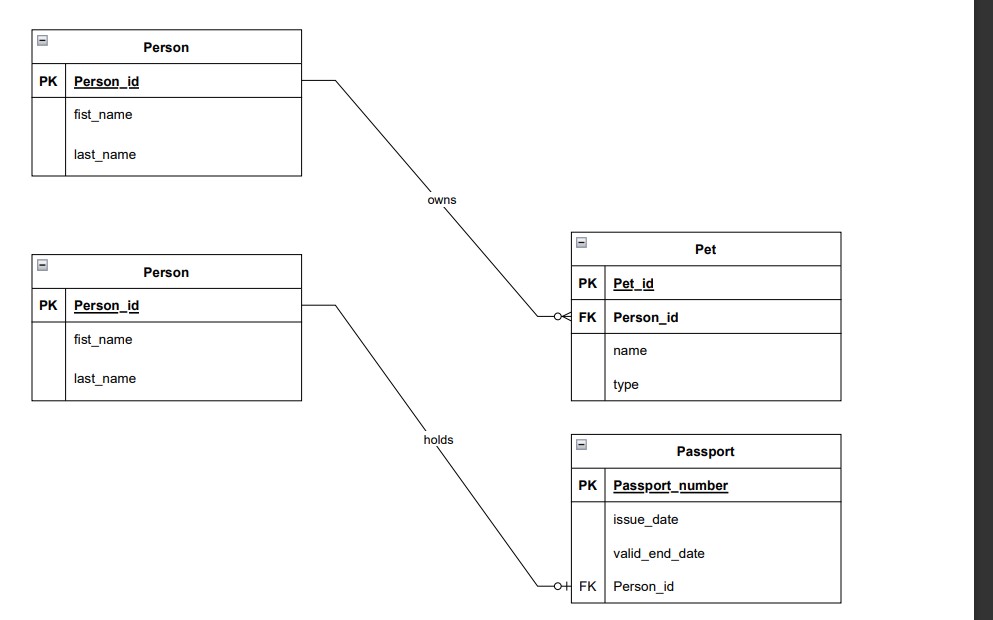 Person
PK Person_id
fist_name
last_name
owns
Person
PK Person_id
fist_name
last_name
holds
Pet
PK Pet_id
FK Person_id
name
type
Passport
PK Passport_number
issue_date
valid_end_date
FK Person_id